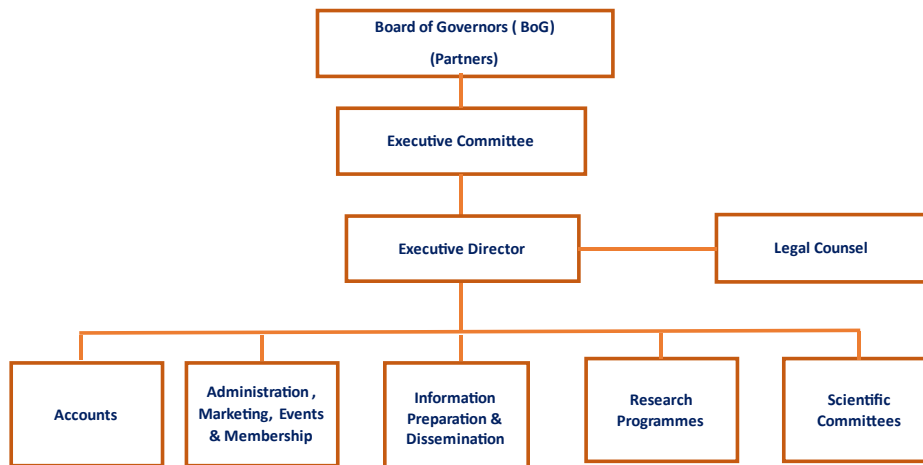 Board of Governors ( BoG)
(Partners)
Executive Committee
Executive Director
Legal Counsel
Accounts
Administration ,
Marketing, Events
& Membership
Information
Preparation &
Dissemination
Research
Programmes
Scientific
Committees